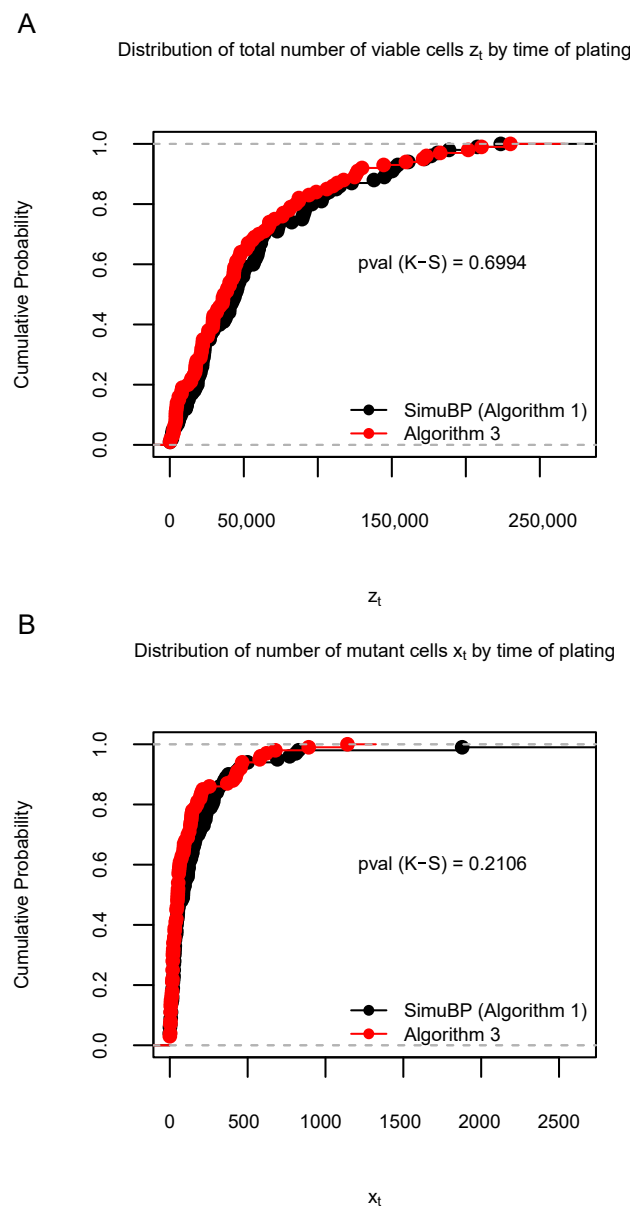 A
Distribution of total number of viable cells zt by time of plating
Cumulative Probability
1.0
0.8
0.6
0.4
0.2
0.0
pval (K−S) = 0.6994
SimuBP (Algorithm 1)
Algorithm 3
0 50,000 150,000 250,000
zt
B
Distribution of number of mutant cells xt by time of plating
Cumulative Probability
1.0
0.8
0.6
0.4
0.2
0.0
pval (K−S) = 0.2106
SimuBP (Algorithm 1)
Algorithm 3
0 500 1000 1500 2000 2500
xt